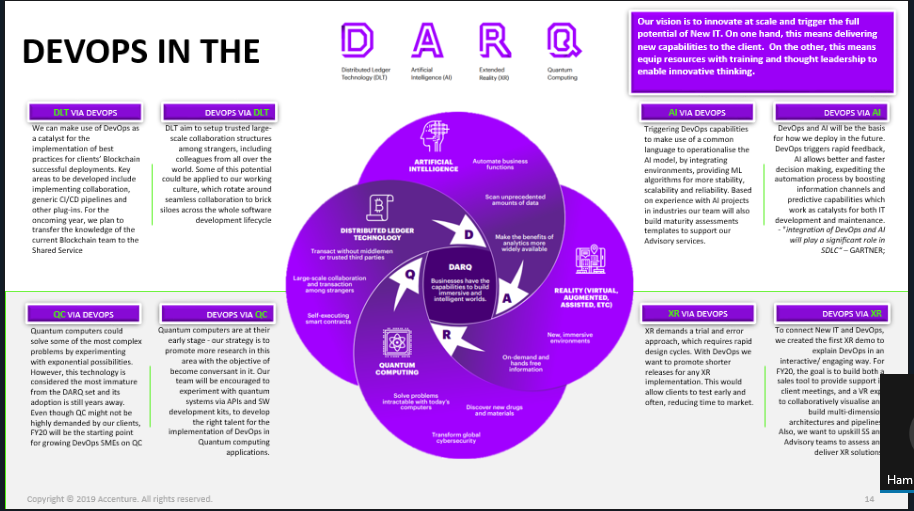 DEVOPS IN THE
D A R Q
Distributed Ledger
Technology (DLT)
Artificial
Intelligence (AI)
Extended
Reality (XR)
Quantum
Computing
Our vision is to innovate at scale and trigger the full
potential of New IT. On one hand, this means delivering
new capabilities to the client. On the other, this means
equip resources with training and thought leadership to
enable innovative thinking.
DLT VIA DEVOPS
We can make use of DevOps as
a catalyst for the
implementation of best
practices for clients' Blockchain
successful deployments. Key
areas to be developed include
implementing collaboration,
generic CI/CD pipelines and
other plug-ins. For the
oncoming year, we plan to
transfer the knowledge of the
current Blockchain team to the
Shared Service
DEVOPS VIA DLT
DLT aim to setup trusted large-
scale collaboration structures
among strangers, including
colleagues from all over the
world. Some of this potential
could be applied to our working
culture, which rotate around
seamless collaboration to brick
siloes across the whole software
development lifecycle
ARTIFICIAL
INTELLIGENCE
Automate business
functions
Scan unprecedented
amounts of data
Make the benefits of
analytics more
widely available
DISTRIBUTED LEDGER
TECHNOLOGY
Transact without middlemen
or trusted third parties
Large-scale collaboration
and transaction
among strangers
Self-executing
smart contracts
D
Q
A
R
DARQ
Businesses have the
capabilities to build
immersive and
intelligent worlds.
REALITY (VIRTUAL,
AUGMENTED,
ASSISTED, ETC)
New, immersive
environments
On-demand and
hands free
information
QUANTUM
COMPUTING
Solve problems
intractable with today's
computers
Discover new drugs
and materials
Transform global
cybersecurity
AI VIA DEVOPS
Triggering DevOps capabilities
to make use of a common
language to operationalise the
AI model, by integrating
environments, providing ML
algorithms for more stability,
scalability and reliability. Based
on experience with AI projects
in industries our team will also
build maturity assessments
templates to support our
Advisory services.
DEVOPS VIA AI
DevOps and AI will be the basis
for how we deploy in the future.
DevOps triggers rapid feedback,
AI allows better and faster
decision making, expediting the
automation process by boosting
information channels and
predictive capabilities which
work as catalysts for both IT
development and maintenance.
- "integration of DevOps and AI
will play a significant role in
SDLC" – GARTNER;
QC VIA DEVOPS
Quantum computers could
solve some of the most complex
problems by experimenting
with exponential possibilities.
However, this technology is
considered the most immature
from the DARQ set and its
adoption is still years away.
Even though QC might not be
highly demanded by our clients,
FY20 will be the starting point
for growing DevOps SMEs on QC
DEVOPS VIA QC
Quantum computers are at their
early stage - our strategy is to
promote more research in this
area with the objective of
become conversant in it. Our
team will be encouraged to
experiment with quantum
systems via APIs and SW
development kits, to develop
the right talent for the
implementation of DevOps in
Quantum computing
applications.
XR VIA DEVOPS
XR demands a trial and error
approach, which requires rapid
design cycles. With DevOps we
want to promote shorter
releases for any XR
implementation. This would
allow clients to test early and
often, reducing time to market.
DEVOPS VIA XR
To connect New IT and DevOps,
we created the first XR demo to
explain DevOps in an
interactive/ engaging way. For
FY20, the goal is to build both a
sales tool to provide support
client meetings, and a VR
to collaboratively visualise
build
architectures and
Also, we want to upskill SS
Advisory teams to assess
deliver XR solutions
Ham
Copyright © 2019 Accenture. All rights reserved.
14